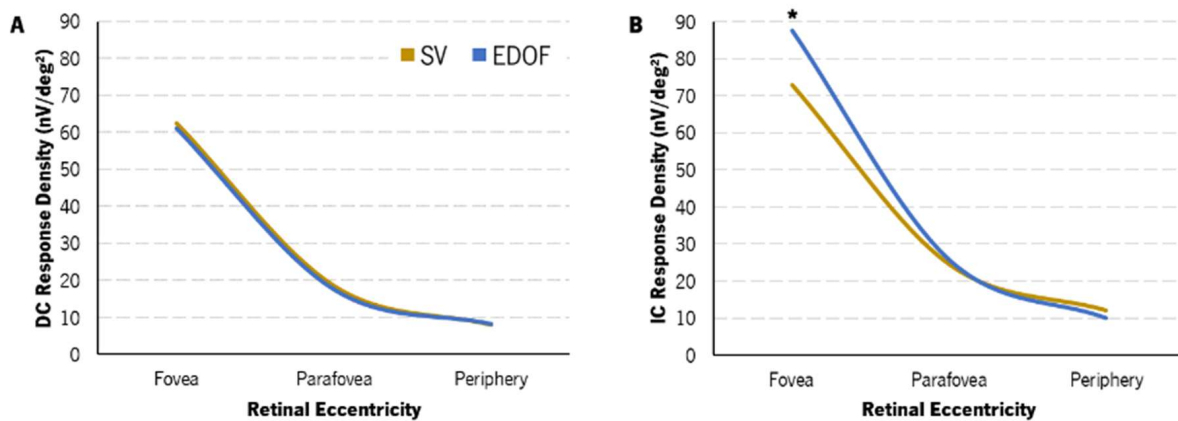 A
DC Response Density (nV/deg²)
90
80
70
60
50
40
30
20
10
0
SV EDOF
Fovea Parafovea Periphery
Retinal Eccentricity
B
IC Response Density (nV/deg²)
90
80
70
60
50
40
30
20
10
0
*
Fovea Parafovea Periphery
Retinal Eccentricity